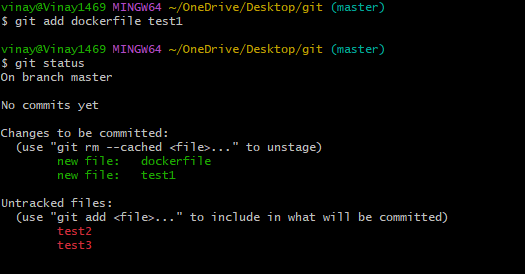 vinay@Vinay1469 MINGW64 ~/OneDrive/Desktop/git (master)
$ git add dockerfile test1
vinay@Vinay1469 MINGW64 ~/OneDrive/Desktop/git (master)
$ git status
On branch master
No commits yet
Changes to be committed:
  (use "git rm --cached <file>..." to unstage)
        new file:   dockerfile
        new file:   test1
Untracked files:
  (use "git add <file>..." to include in what will be committed)
        test2
        test3